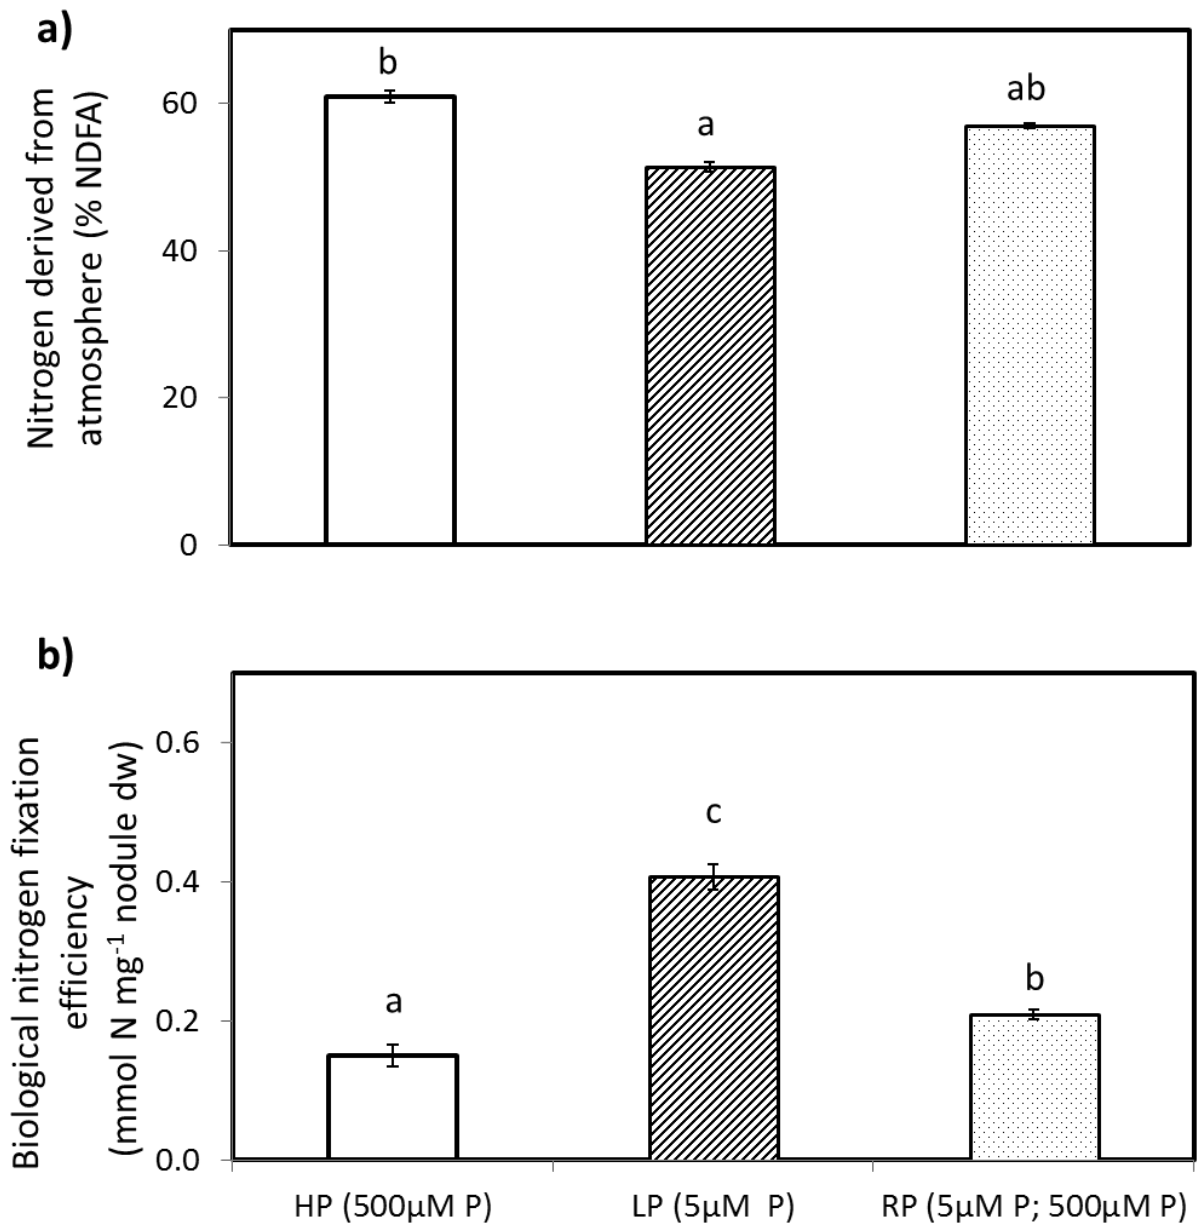 a)
Nitrogen derived from
atmosphere (% NDFA)
60
40
20
0
b
a
ab
b)
Biological nitrogen fixation
efficiency
(mmol N mg⁻¹ nodule dw)
0.6
0.4
0.2
0.0
a
c
b
HP (500µM P)
LP (5µM  P)
RP (5µM P; 500µM P)